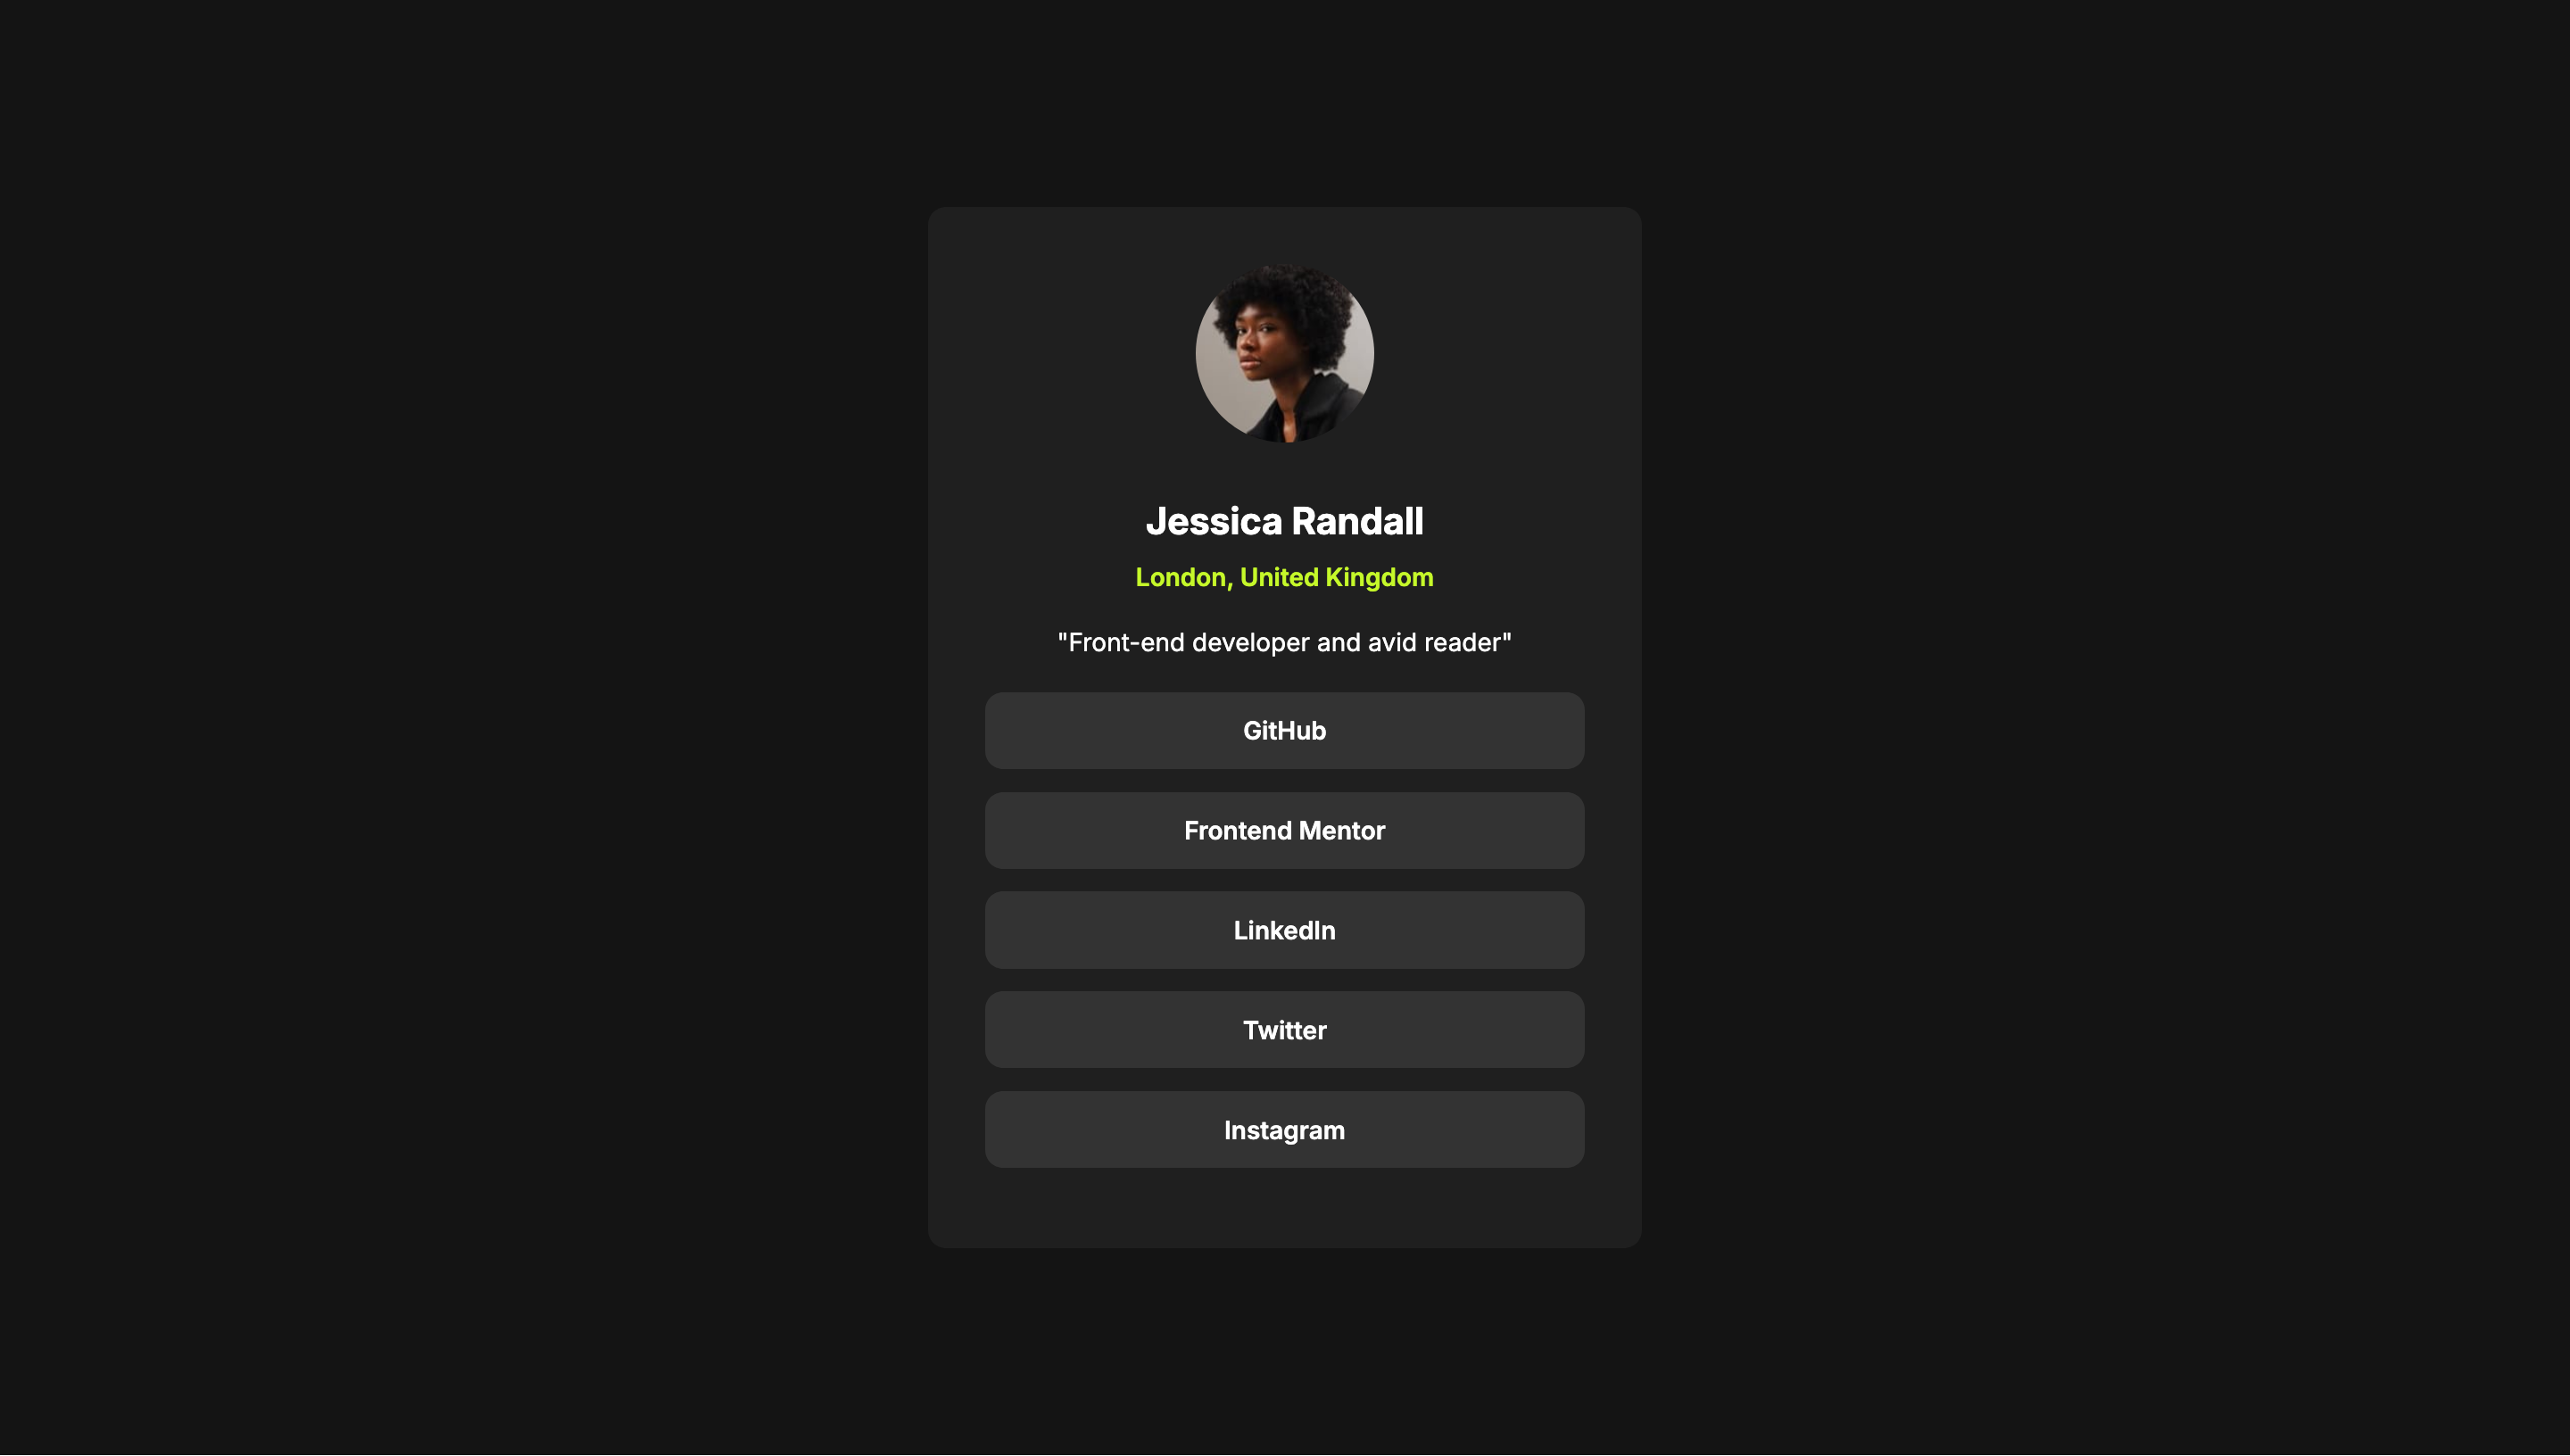 Jessica Randall
London, United Kingdom
"Front-end developer and avid reader"
GitHub
Frontend Mentor
LinkedIn
Twitter
Instagram